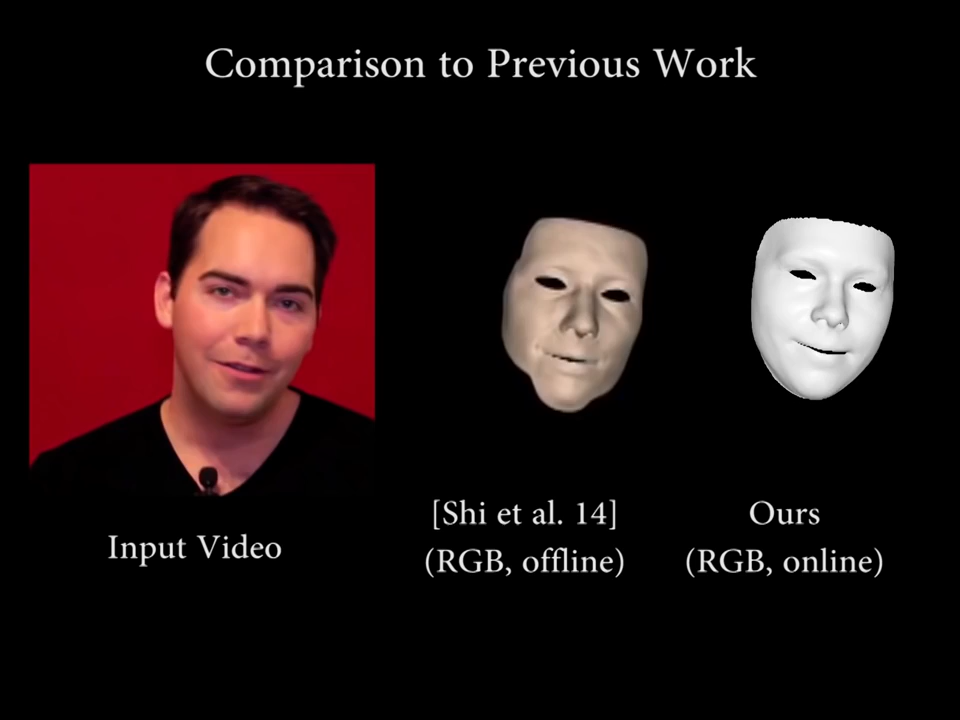 Comparison to Previous Work
Input Video
[Shi et al. 14]
(RGB, offline)
Ours
(RGB, online)